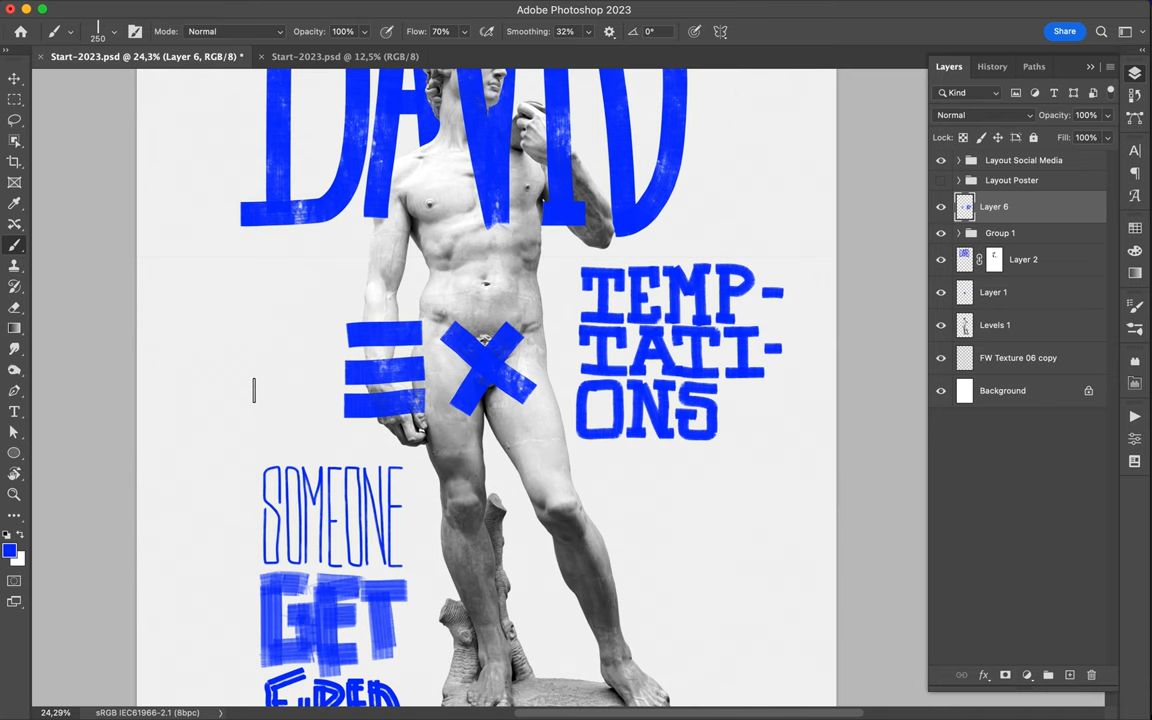 Adobe Photoshop 2023
250
Mode: Normal
Opacity: 100%
Flow: 70%
Smoothing: 32%
0°
Share
Start-2023.psd @ 24,3% (Layer 6, RGB/8) *
Start-2023.psd @ 12,5% (RGB/8)
Layers
History
Paths
Kind
Normal
Opacity: 100%
Lock:
Fill: 100%
Layout Social Media
Layout Poster
Layer 6
Group 1
Layer 2
Layer 1
Levels 1
FW Texture 06 copy
Background
DAVID
TEMP-
TATI-
ONS
SOMEONE
GET
24,29%
sRGB IEC61966-2.1 (8bpc)